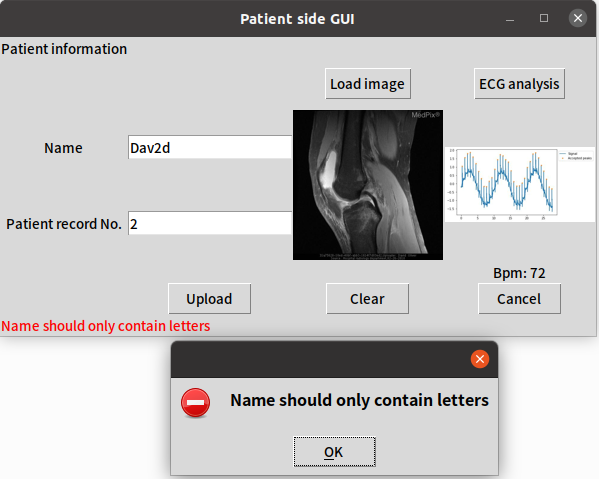 Patient side GUI
Patient information
Load image
ECG analysis
MedPix®
Name
Dav2d
Patient record No.
2
Bpm: 72
Upload
Clear
Cancel
Name should only contain letters
Name should only contain letters
OK